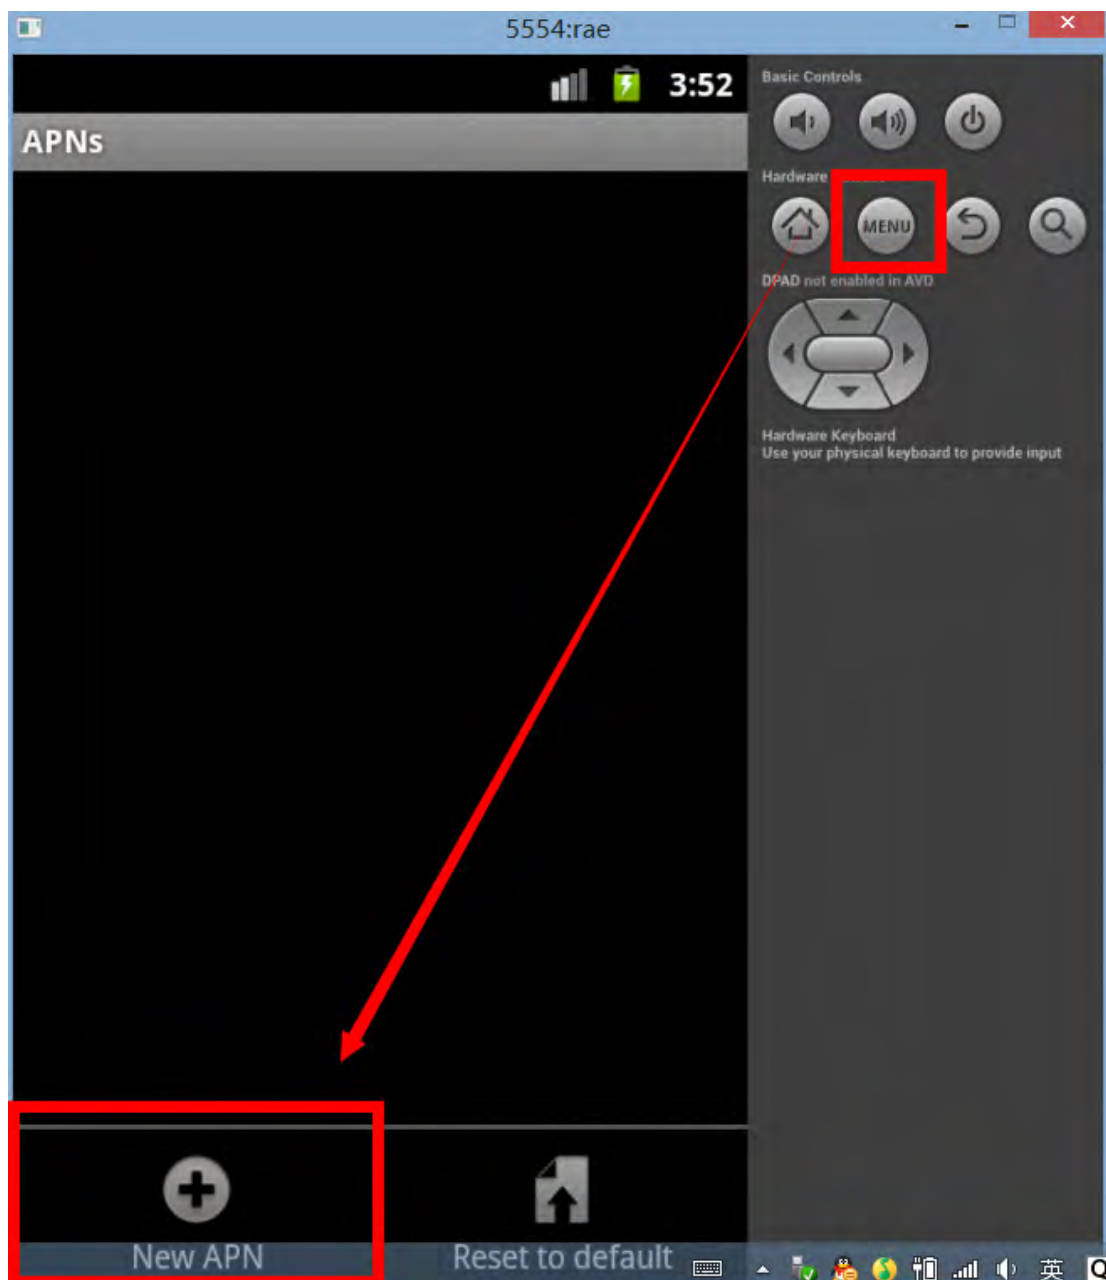 5554:rae
3:52
APNs
Basic Controls
Hardware
MENU
DPAD not enabled in AVD
Hardware Keyboard
Use your physical keyboard to provide input
New APN
Reset to default
英